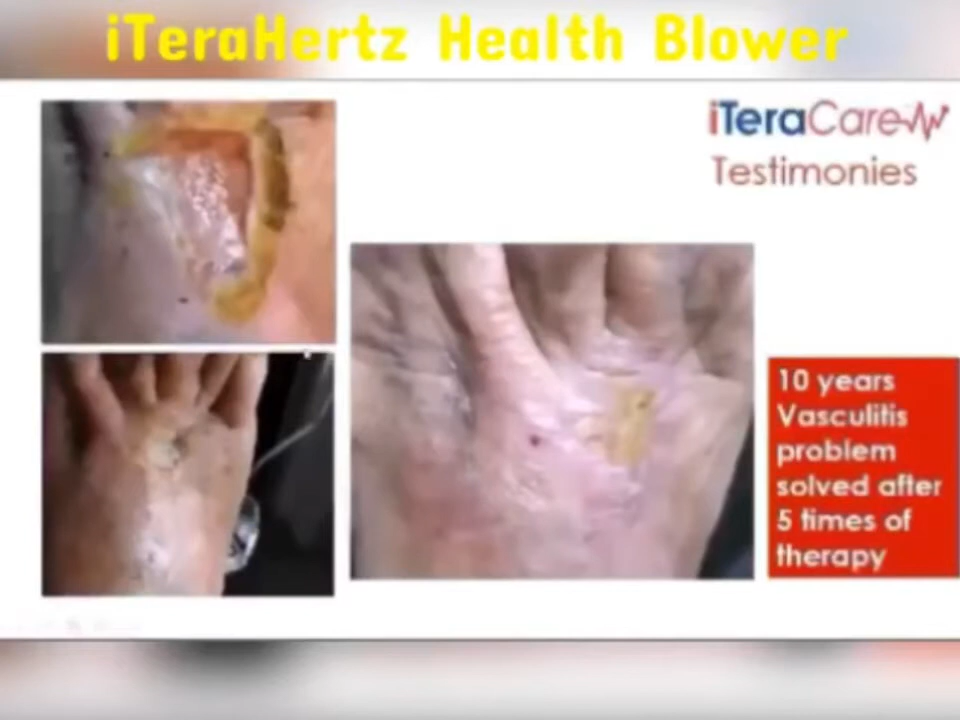 iTeraHertz Health Blower
iTeraCare
Testimonies
10 years
Vasculitis
problem
solved after
5 times of
therapy